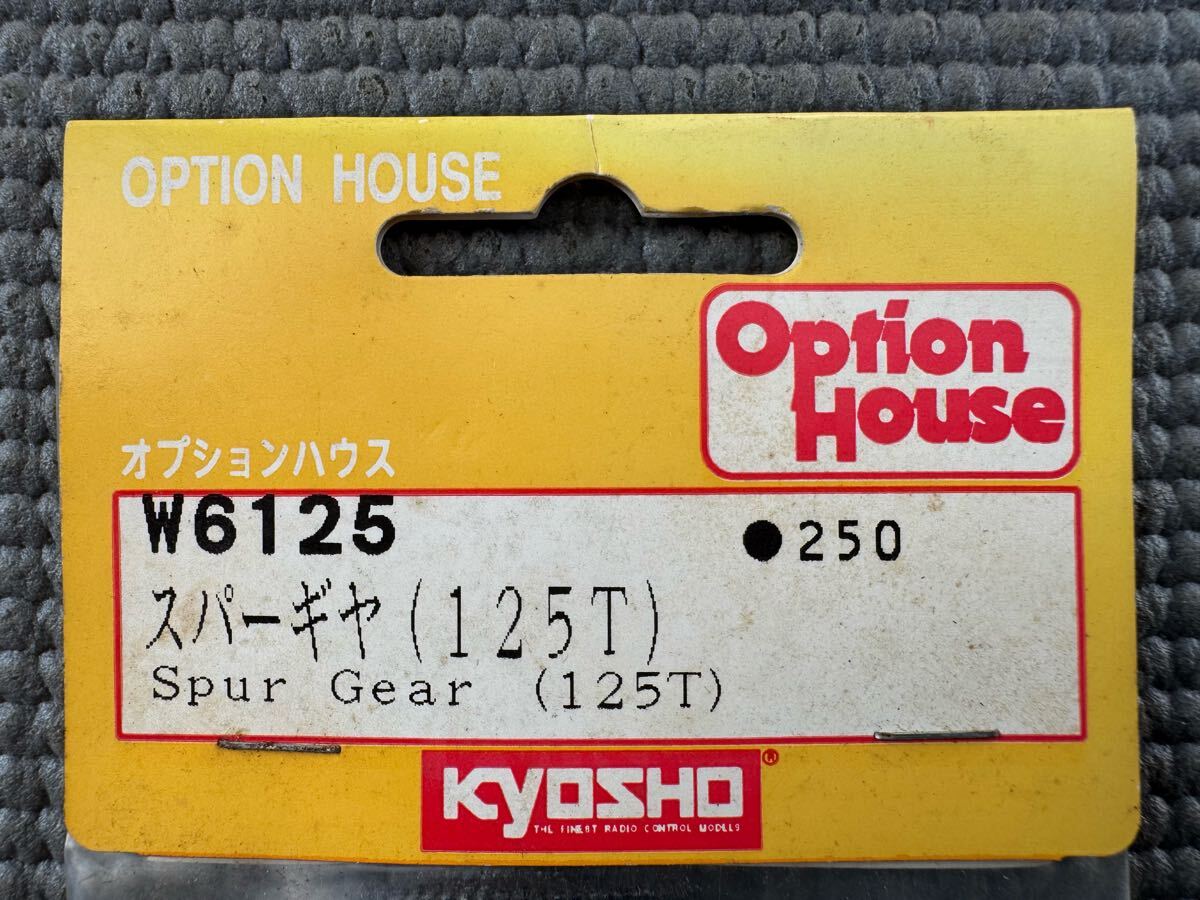 OPTION HOUSE
Option
House
オプションハウス
W6125 ●250
スパーギヤ(125T)
Spur Gear (125T)
KYOSHO®
THE FINEST RADIO CONTROL MODELS